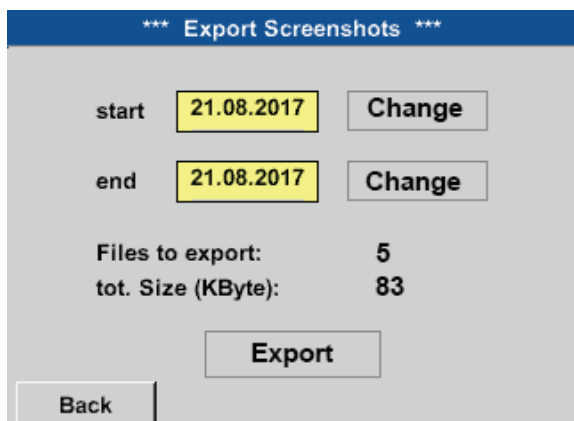 *** Export Screenshots ***
start 21.08.2017 Change
end 21.08.2017 Change
Files to export: 5
tot. Size (KByte): 83
Export
Back